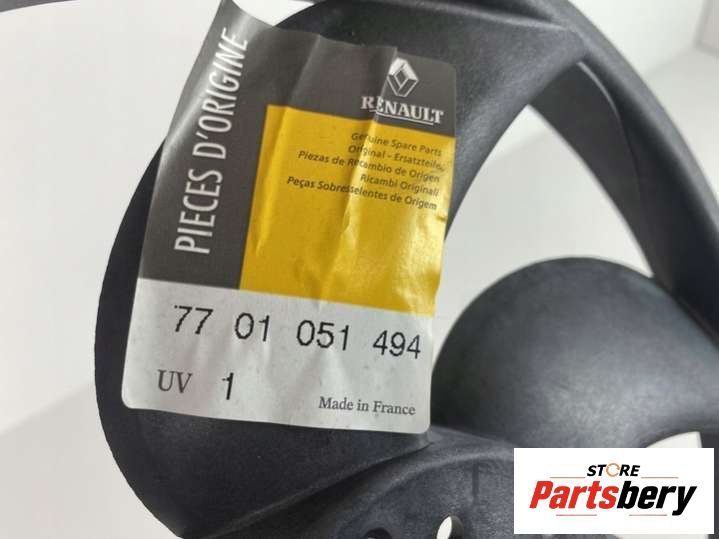 PIECES D'ORIGINE
RENAULT
Genuine Spare Parts
Original - Ersatzteile
Piezas de Recambio de Origen
Ricambi Originali
Peças Sobresselentes de Origem
77 01 051 494
UV 1
Made in France
STORE
Partsbery